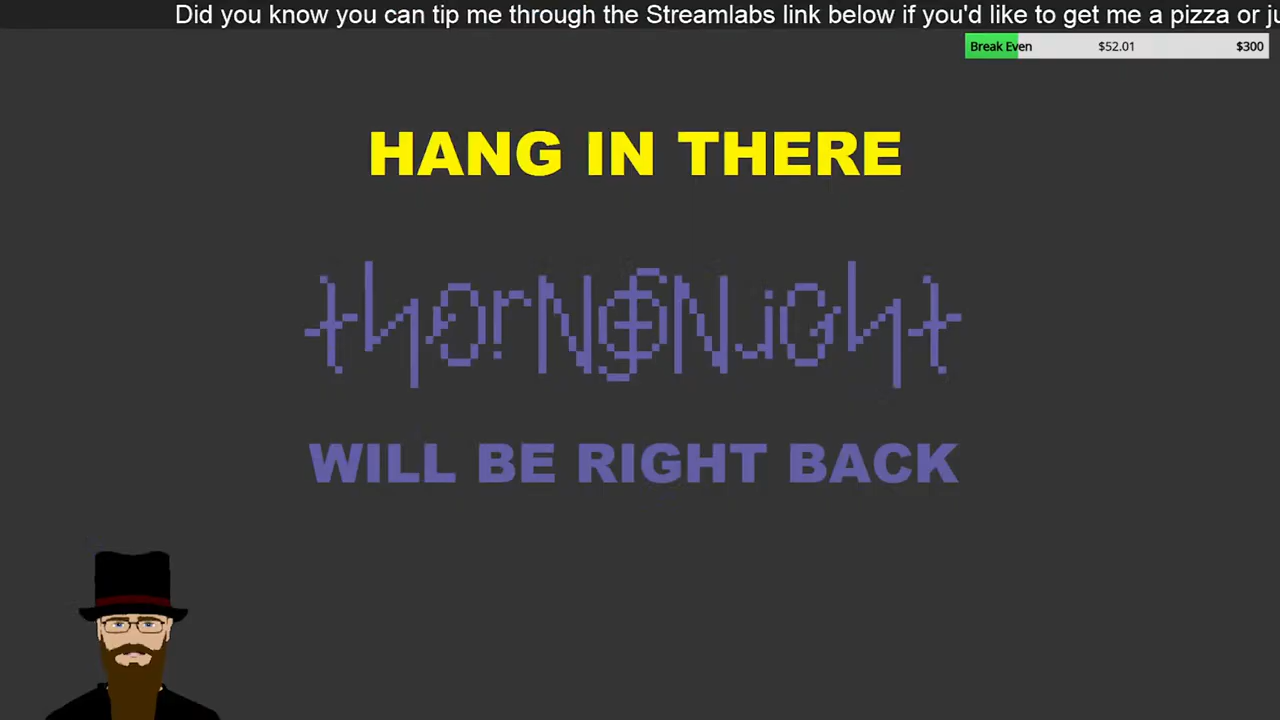 Did you know you can tip me through the Streamlabs link below if you'd like to get me a pizza or
Break Even $52.01 $300
HANG IN THERE
WILL BE RIGHT BACK